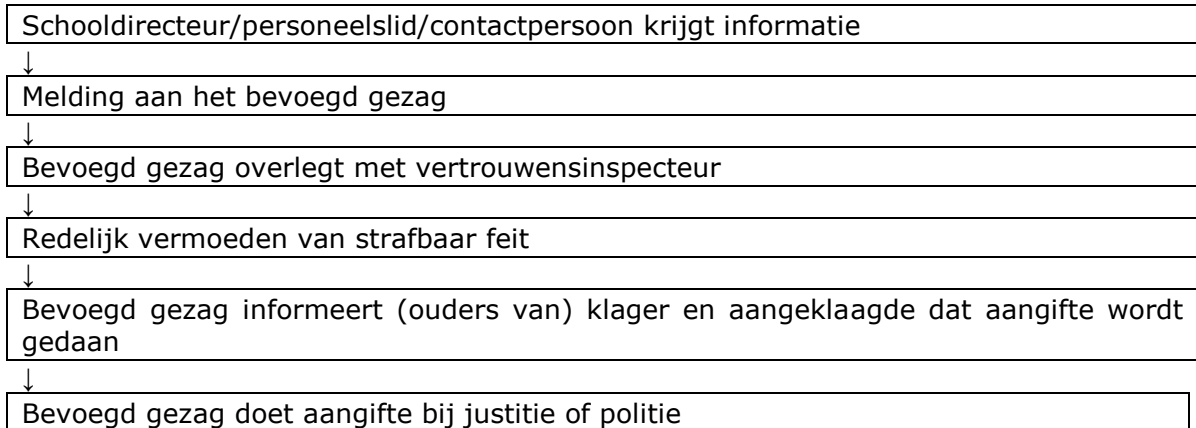 Schooldirecteur/personeelslid/contactpersoon krijgt informatie
↓
Melding aan het bevoegd gezag
↓
Bevoegd gezag overlegt met vertrouwensinspecteur
↓
Redelijk vermoeden van strafbaar feit
↓
Bevoegd gezag informeert (ouders van) klager en aangeklaagde dat aangifte wordt
gedaan
↓
Bevoegd gezag doet aangifte bij justitie of politie